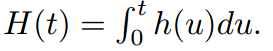 H(t) = ∫₀ᵗ h(u)du.